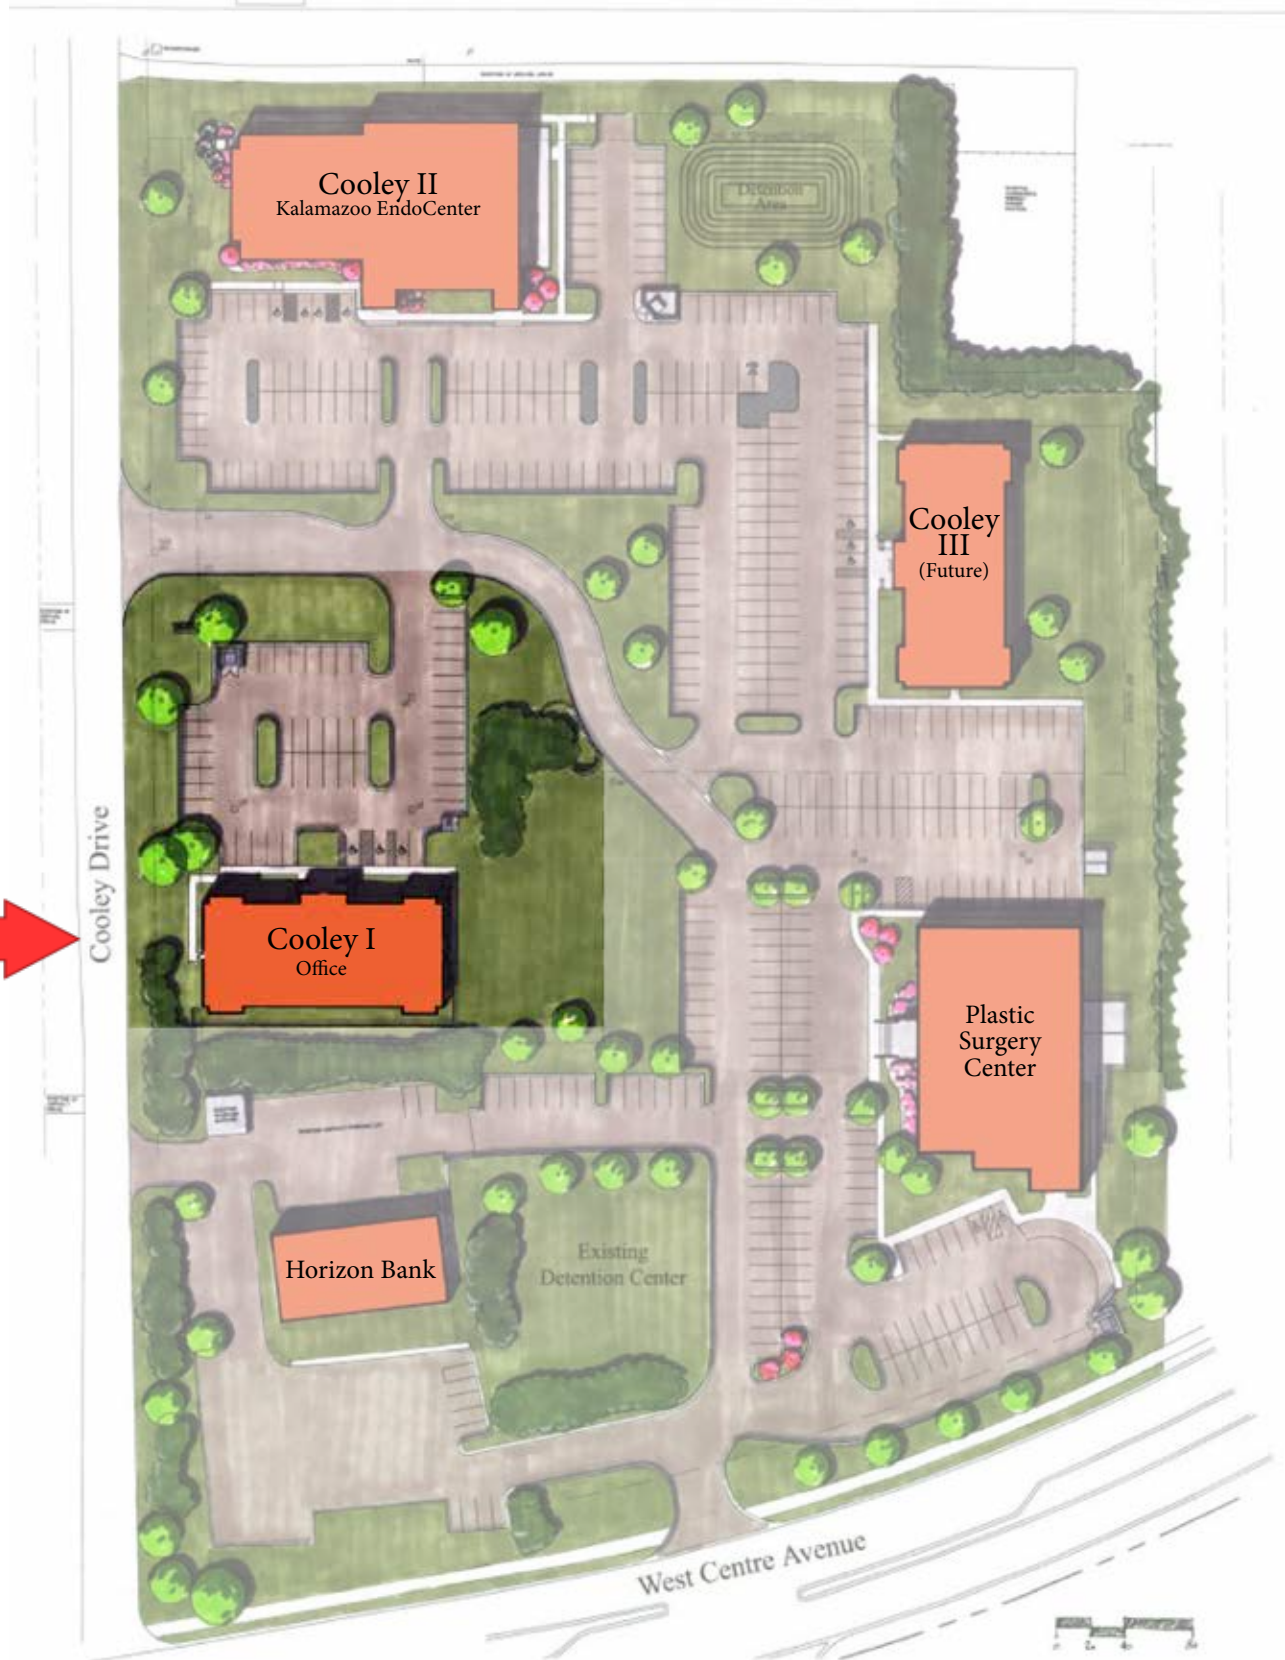 Cooley II
Kalamazoo EndoCenter
Detention
Area
Cooley
III
(Future)
Cooley Drive
Cooley I
Office
Plastic
Surgery
Center
Horizon Bank
Existing
Detention Center
West Centre Avenue